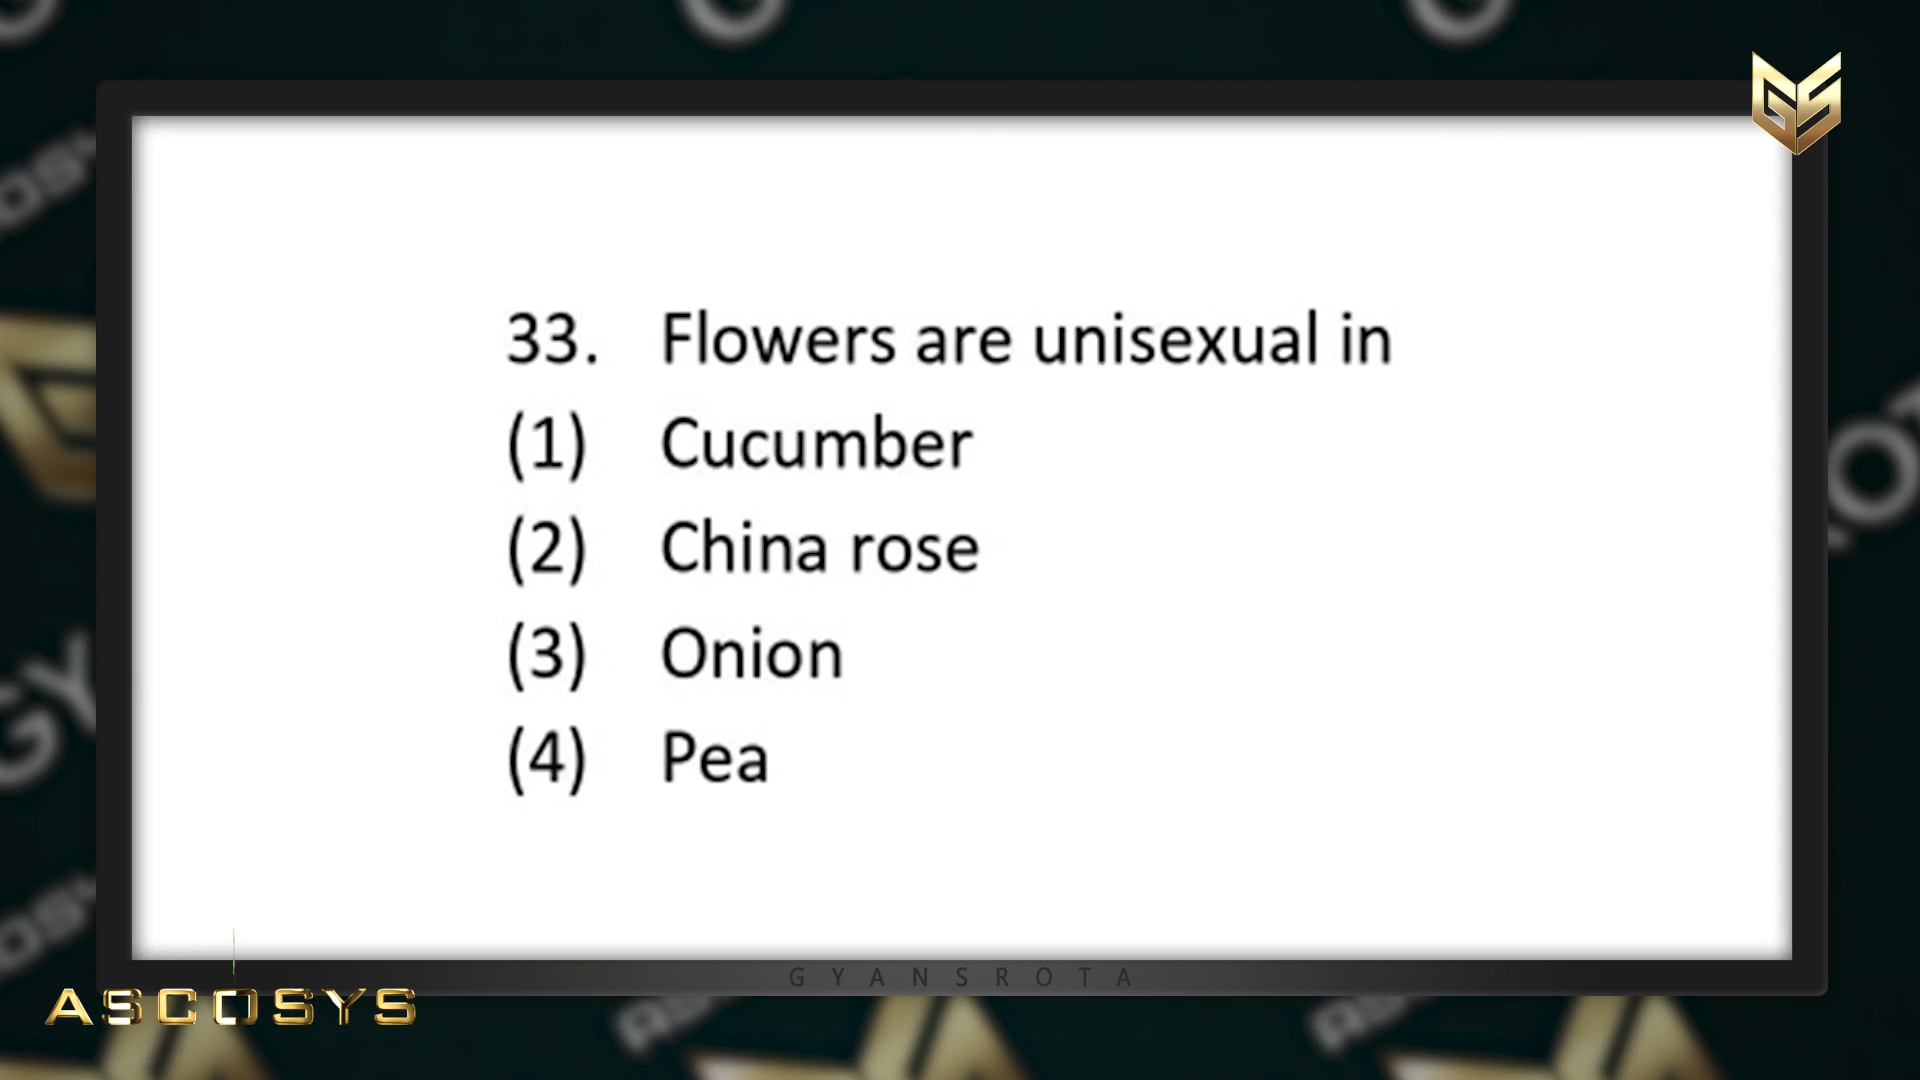 33. Flowers are unisexual in
(1) Cucumber
(2) China rose
(3) Onion
(4) Pea
GYANSROTA
ASCOSYS